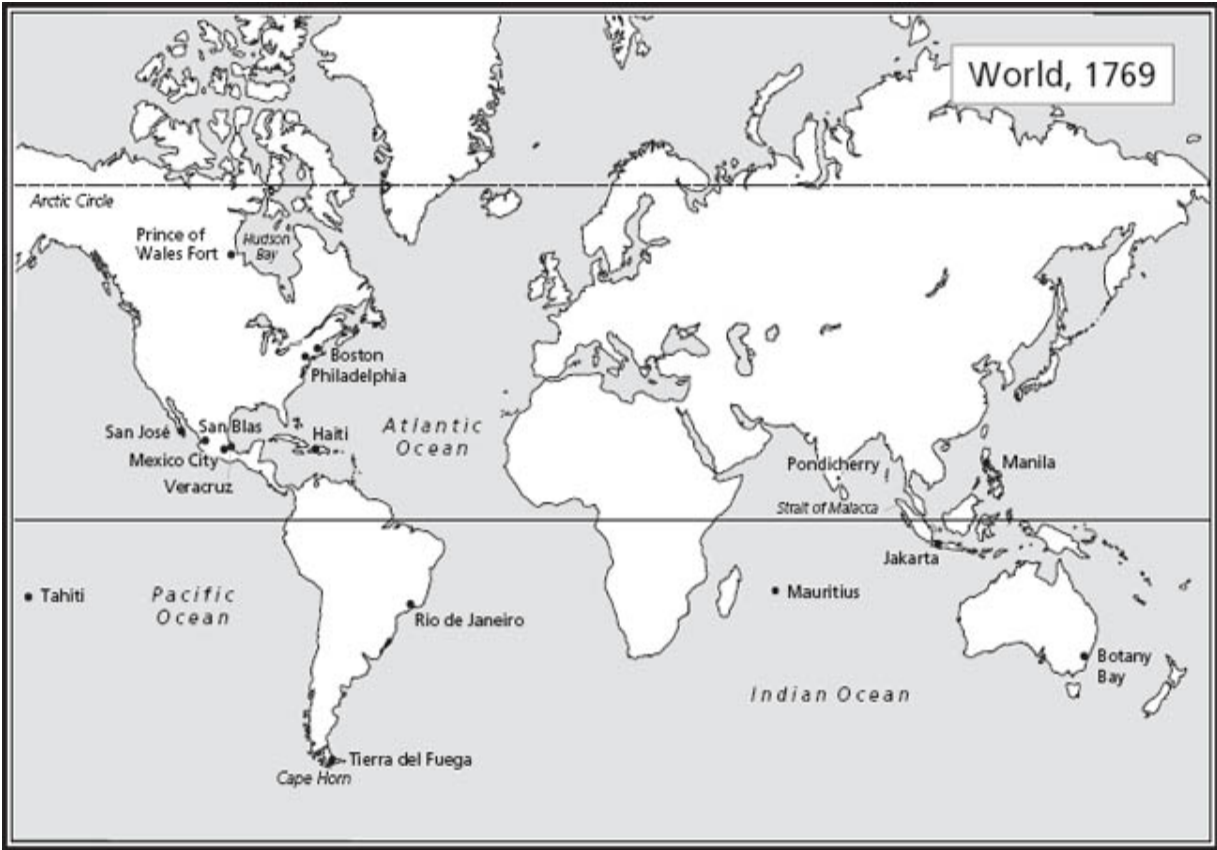 World, 1769
Arctic Circle
Prince of
Wales Fort
Hudson
Bay
Boston
Philadelphia
San José
San Blas
Haiti
Mexico City
Veracruz
Atlantic
Ocean
Pondicherry
Manila
Strait of Malacca
Jakarta
Tahiti
Pacific
Ocean
Mauritius
Rio de Janeiro
Botany
Bay
Indian Ocean
Tierra del Fuega
Cape Horn